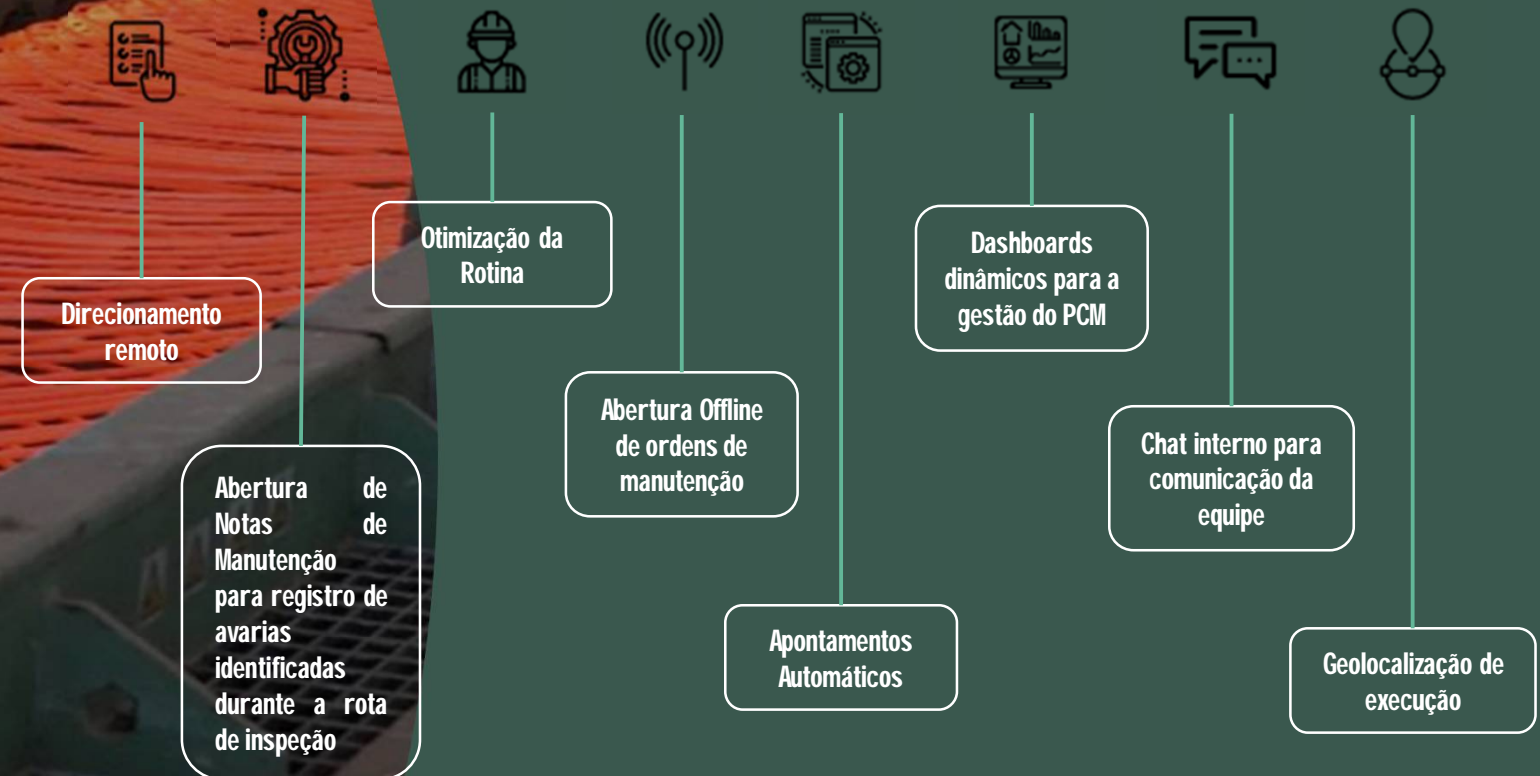 Direcionamento
remoto
Abertura de
Notas de
Manutenção
para registro de
avarias
identificadas
durante a rota
de inspeção
Otimização da
Rotina
Abertura Offline
de ordens de
manutenção
Apontamentos
Automáticos
Dashboards
dinâmicos para a
gestão do PCM
Chat interno para
comunicação da
equipe
Geolocalização de
execução